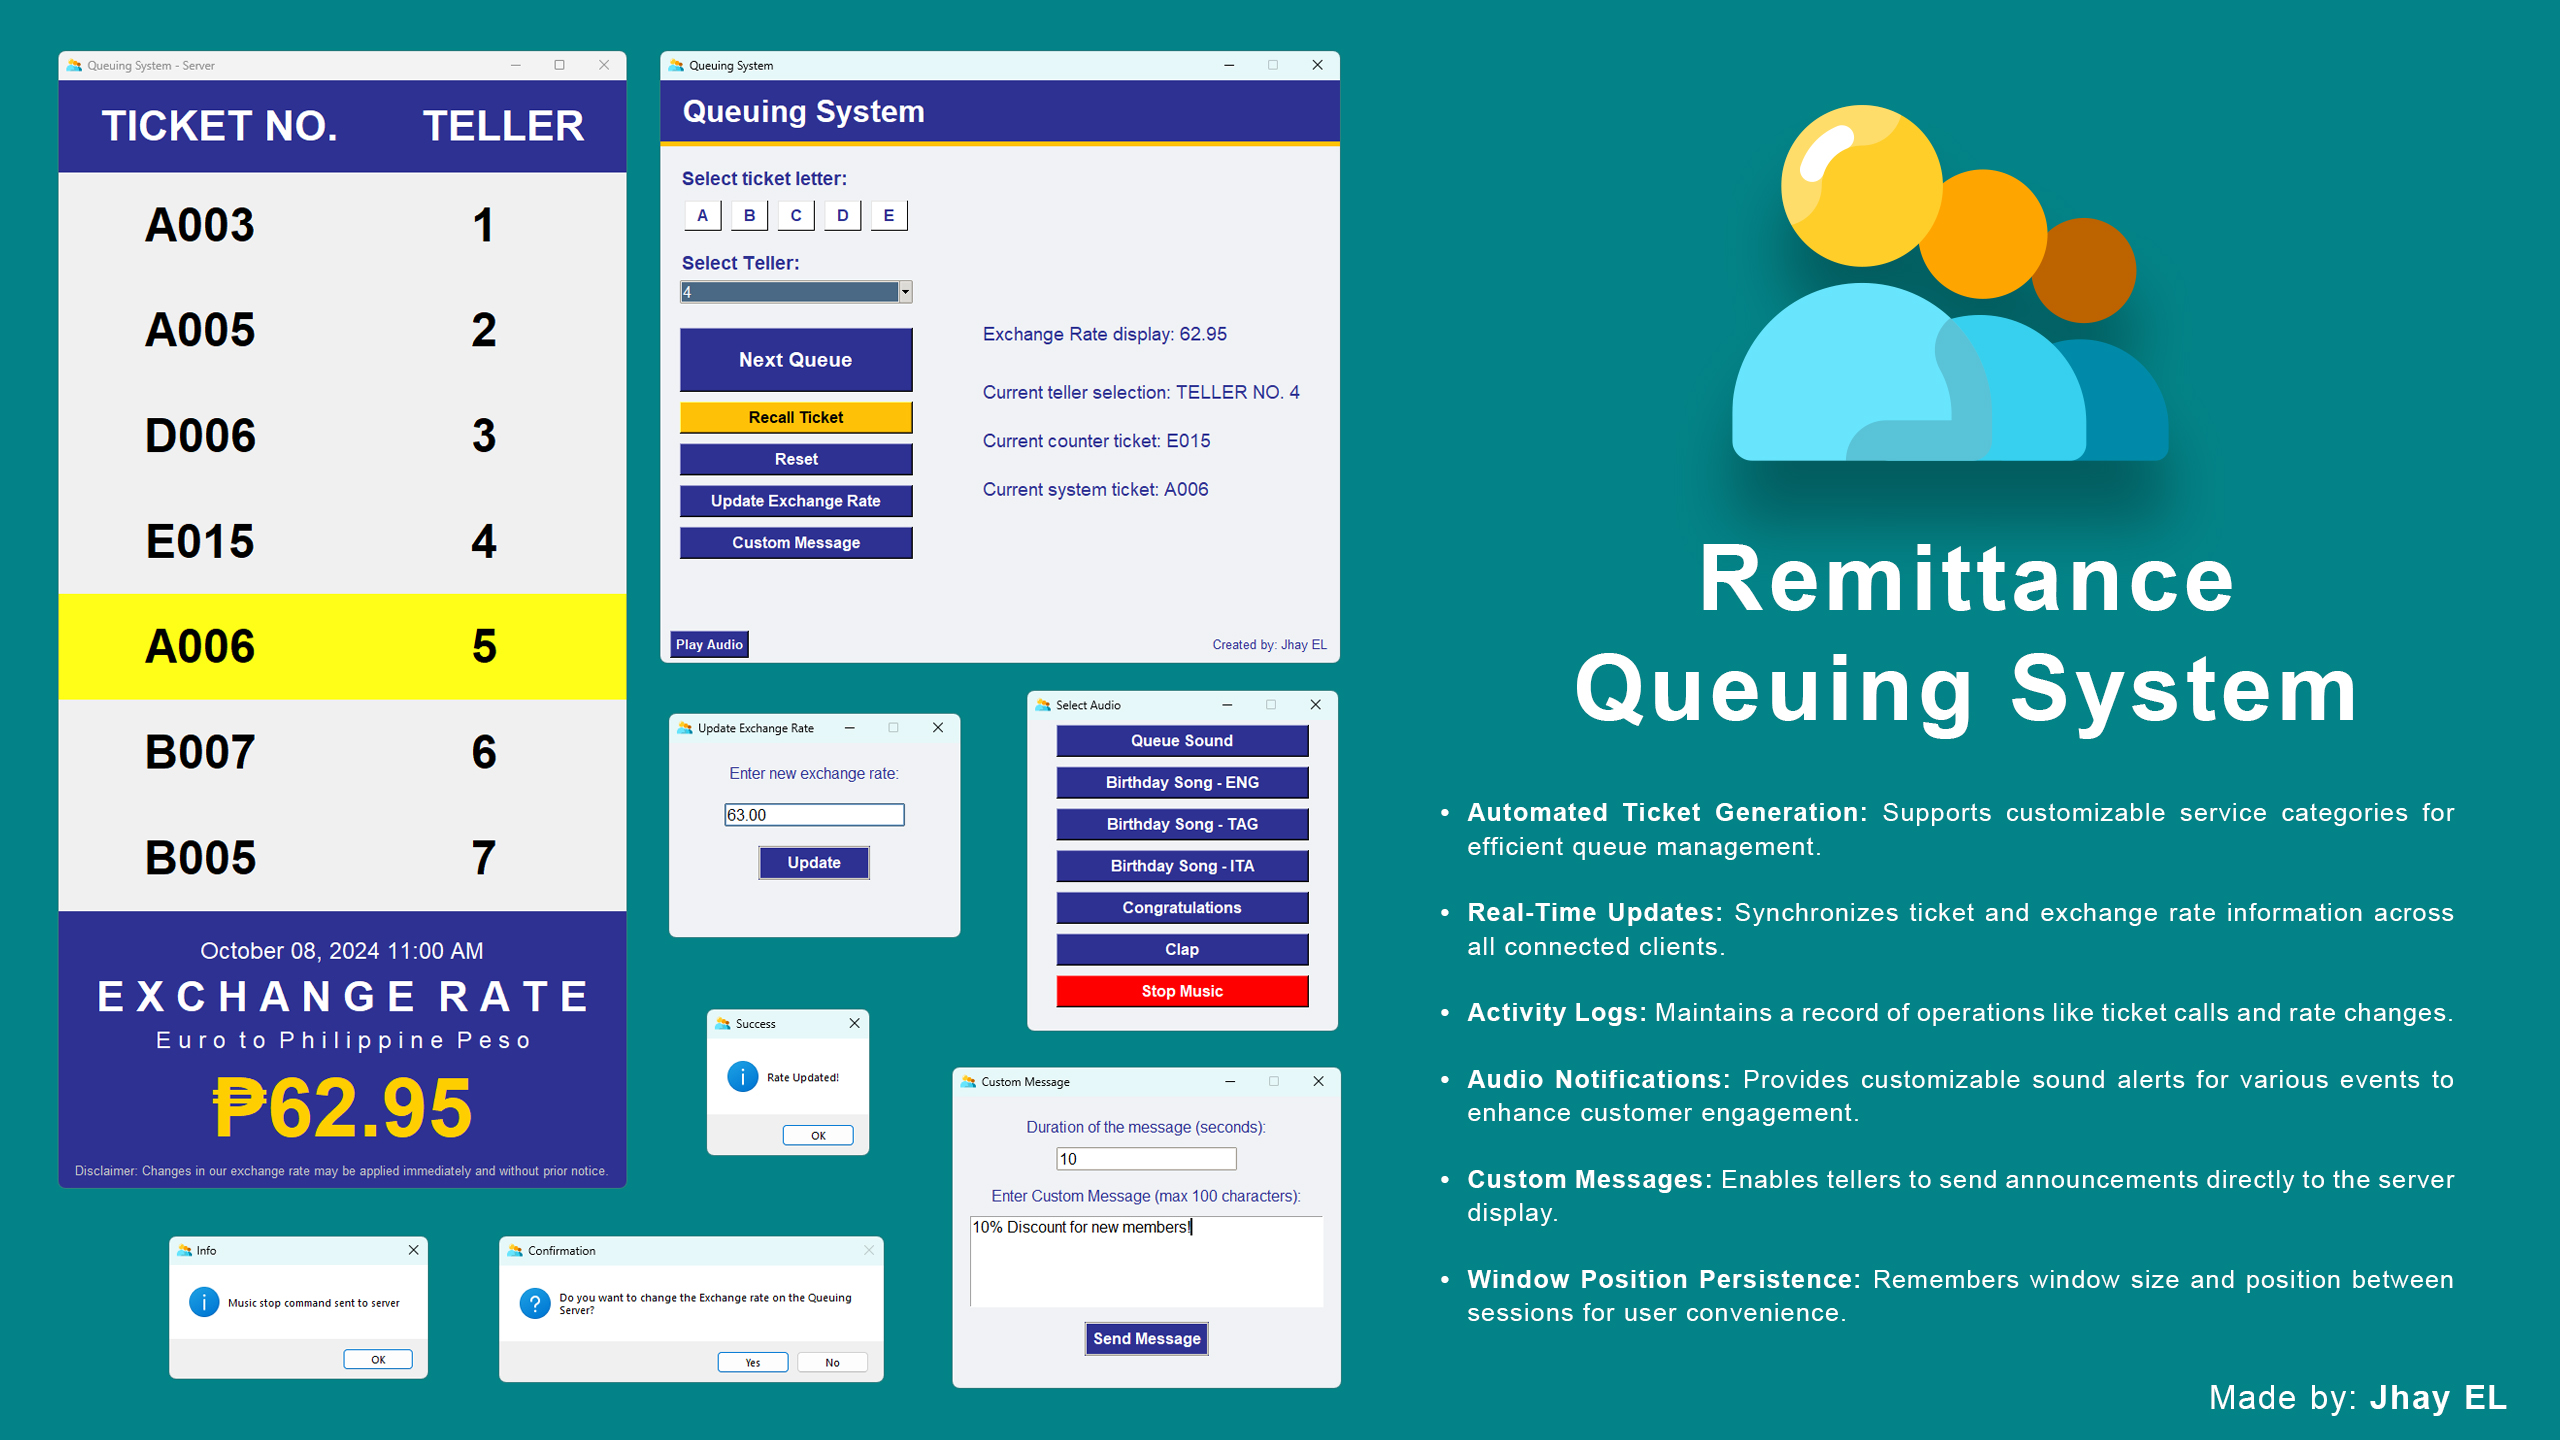 Queuing System - Server
TICKET NO. TELLER
A003 1
A005 2
D006 3
E015 4
A006 5
B007 6
B005 7
October 08, 2024 11:00 AM
EXCHANGE RATE
Euro to Philippine Peso
₱62.95
Disclaimer: Changes in our exchange rate may be applied immediately and without prior notice.
Queuing System
Queuing System
Select ticket letter:
A B C D E
Select Teller:
4
Next Queue
Recall Ticket
Reset
Update Exchange Rate
Custom Message
Exchange Rate display: 62.95
Current teller selection: TELLER NO. 4
Current counter ticket: E015
Current system ticket: A006
Play Audio
Created by: Jhay EL
Update Exchange Rate
Enter new exchange rate:
63.00
Update
Select Audio
Queue Sound
Birthday Song - ENG
Birthday Song - TAG
Birthday Song - ITA
Congratulations
Clap
Stop Music
Success
Rate Updated!
OK
Custom Message
Duration of the message (seconds):
10
Enter Custom Message (max 100 characters):
10% Discount for new members!
Send Message
Info
Music stop command sent to server
OK
Confirmation
Do you want to change the Exchange rate on the Queuing
Server?
Yes No
Remittance
Queuing System
• Automated Ticket Generation: Supports customizable service categories for
efficient queue management.
• Real-Time Updates: Synchronizes ticket and exchange rate information across
all connected clients.
• Activity Logs: Maintains a record of operations like ticket calls and rate changes.
• Audio Notifications: Provides customizable sound alerts for various events to
enhance customer engagement.
• Custom Messages: Enables tellers to send announcements directly to the server
display.
• Window Position Persistence: Remembers window size and position between
sessions for user convenience.
Made by: Jhay EL